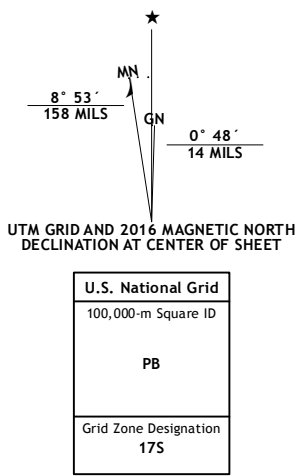 ★
MN
8° 53´
158 MILS
GN
0° 48´
14 MILS
UTM GRID AND 2016 MAGNETIC NORTH
DECLINATION AT CENTER OF SHEET
U.S. National Grid
100,000-m Square ID
PB
Grid Zone Designation
17S